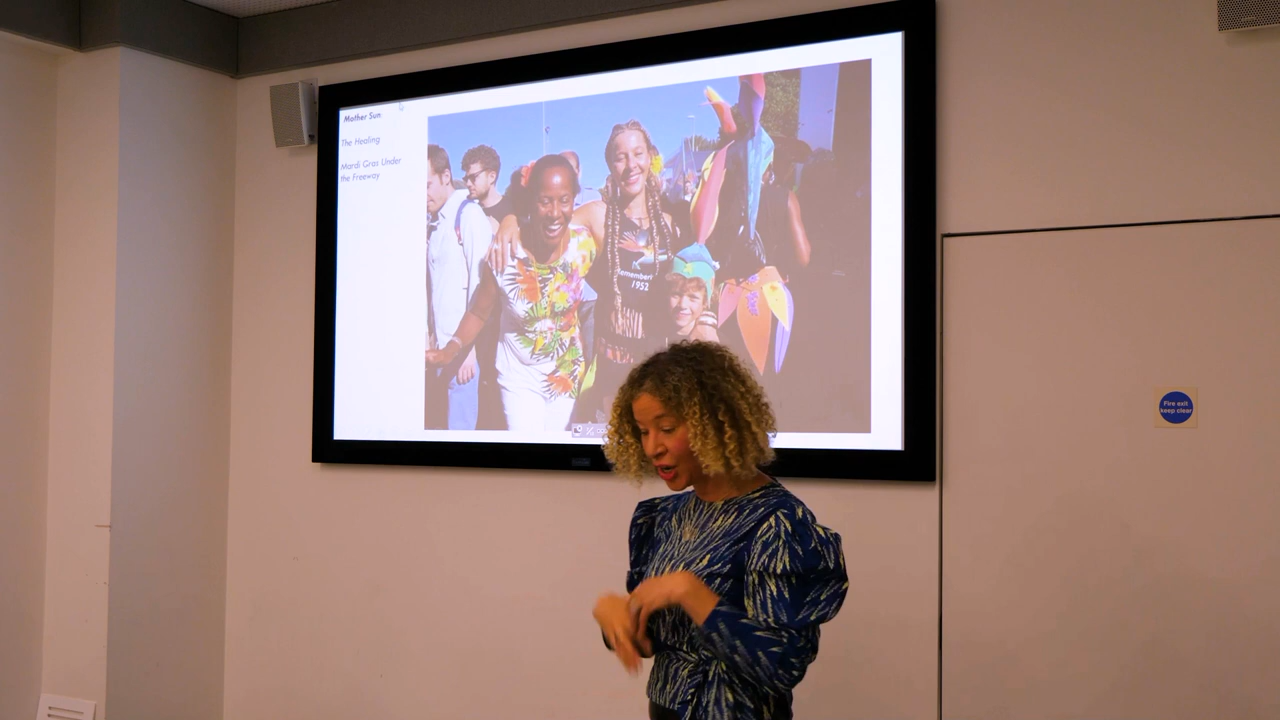 Mother Sun
The Healing
Mardi Gras Under
the Freeway
Remember!
1952
Fire exit
keep clear